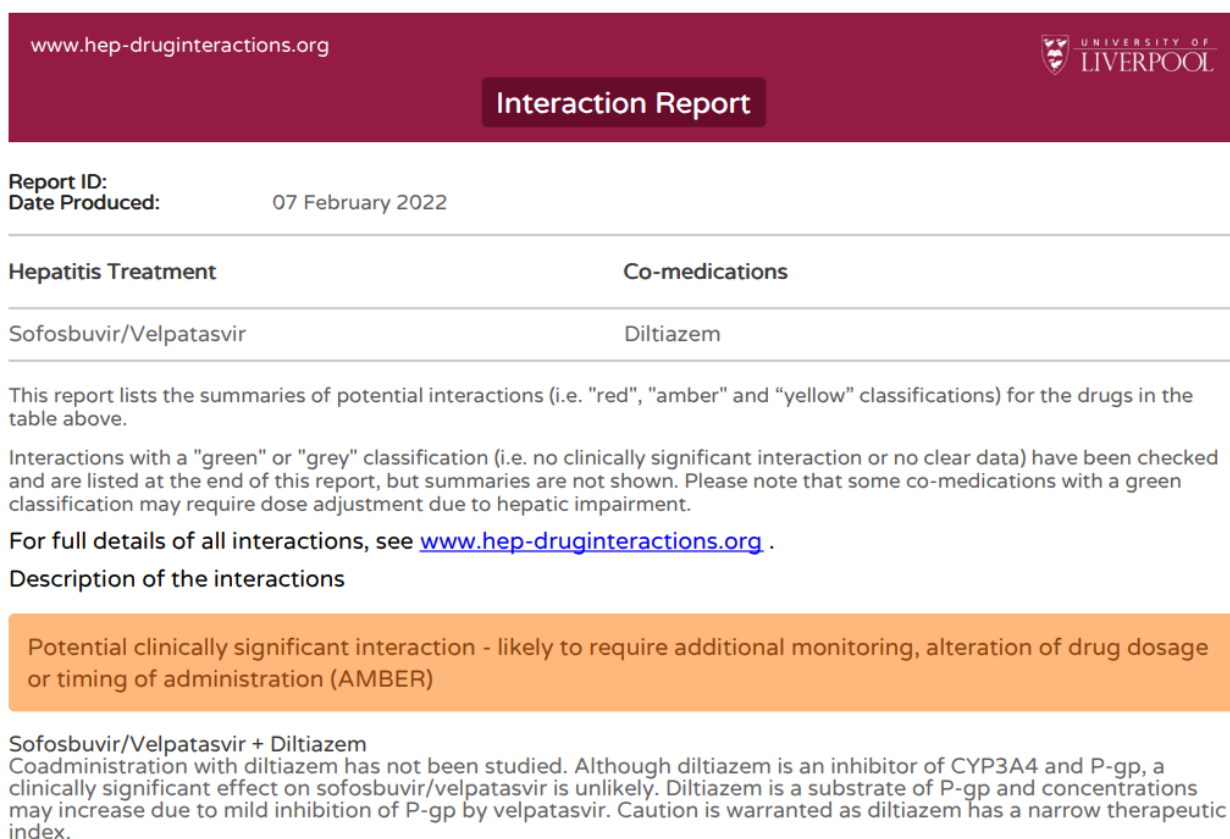 www.hep-druginteractions.org
UNIVERSITY OF
LIVERPOOL
Interaction Report
Report ID:
Date Produced: 07 February 2022
Hepatitis Treatment Co-medications
Sofosbuvir/Velpatasvir Diltiazem
This report lists the summaries of potential interactions (i.e. "red", "amber" and “yellow” classifications) for the drugs in the
table above.
Interactions with a "green" or "grey" classification (i.e. no clinically significant interaction or no clear data) have been checked
and are listed at the end of this report, but summaries are not shown. Please note that some co-medications with a green
classification may require dose adjustment due to hepatic impairment.
For full details of all interactions, see www.hep-druginteractions.org .
Description of the interactions
Potential clinically significant interaction - likely to require additional monitoring, alteration of drug dosage
or timing of administration (AMBER)
Sofosbuvir/Velpatasvir + Diltiazem
Coadministration with diltiazem has not been studied. Although diltiazem is an inhibitor of CYP3A4 and P-gp, a
clinically significant effect on sofosbuvir/velpatasvir is unlikely. Diltiazem is a substrate of P-gp and concentrations
may increase due to mild inhibition of P-gp by velpatasvir. Caution is warranted as diltiazem has a narrow therapeutic
index.